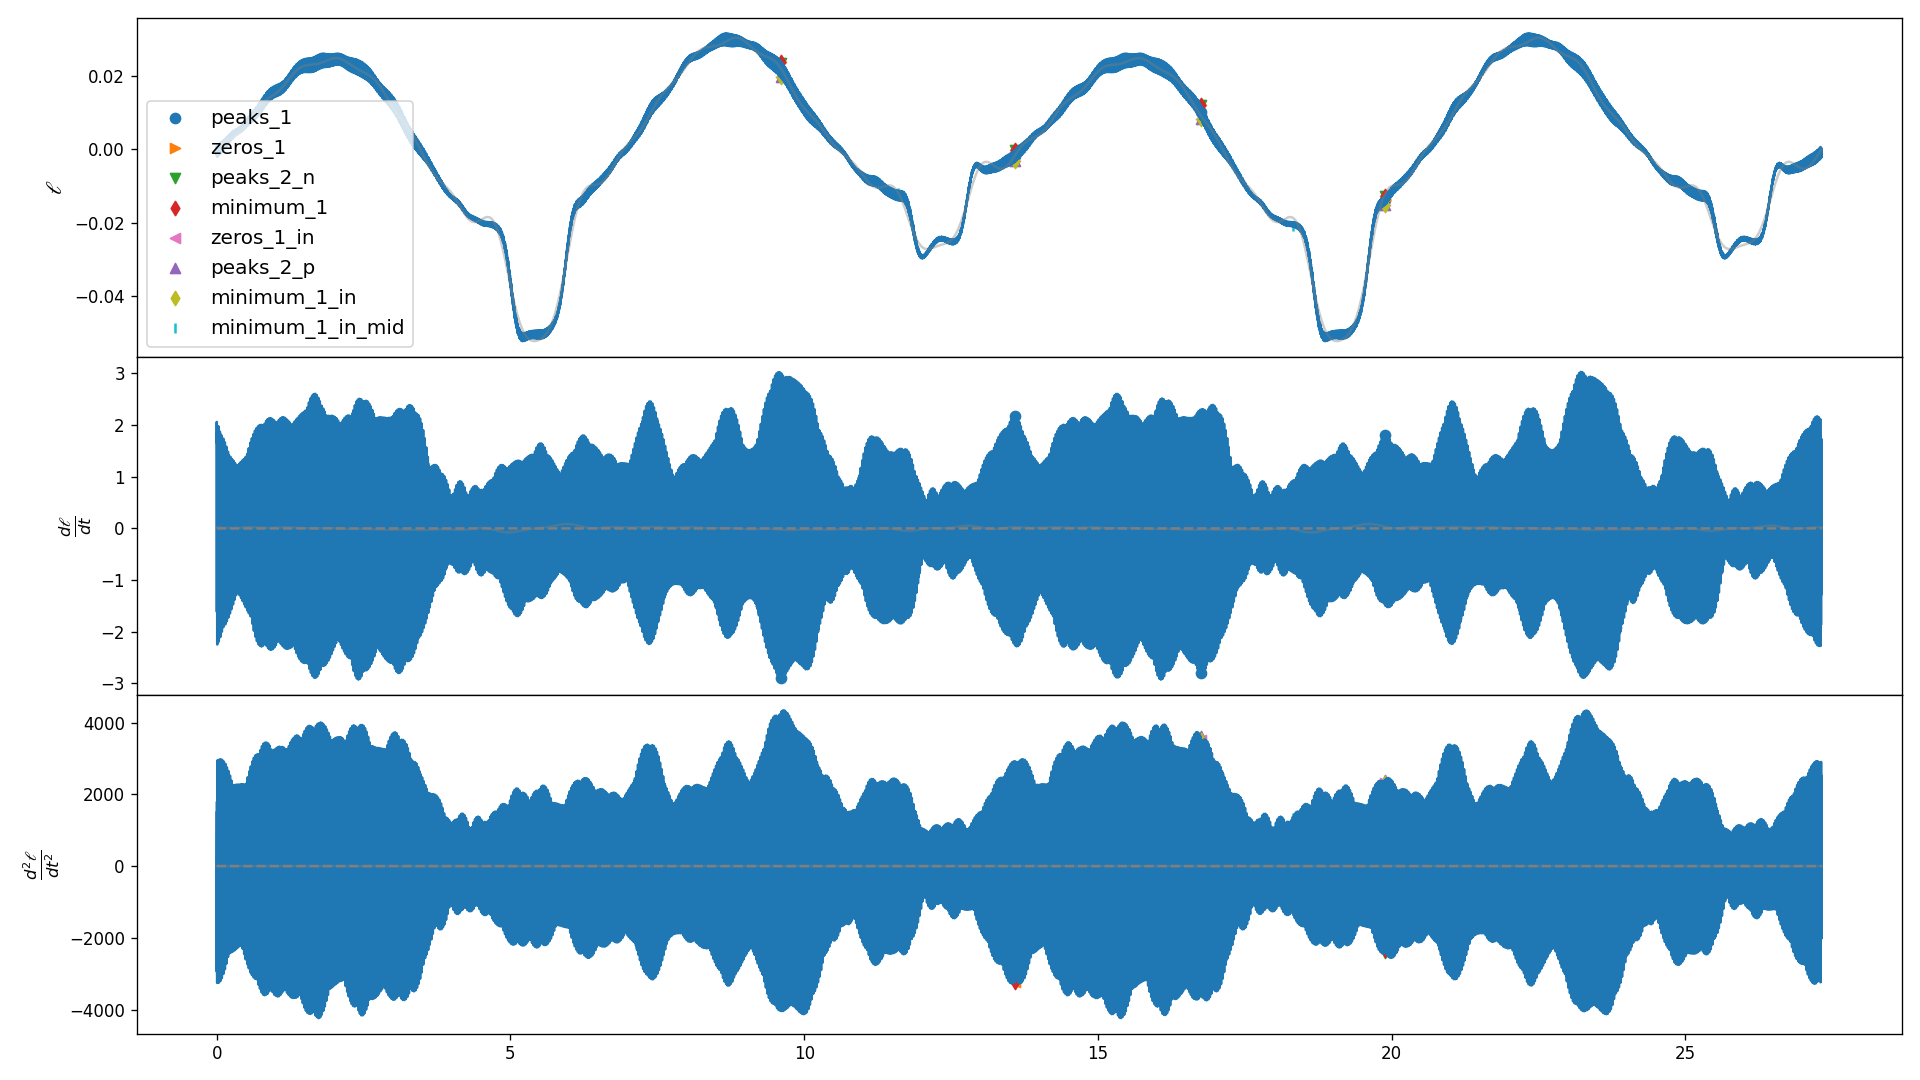 0.02
0.00
−0.02
−0.04
ℓ
peaks_1
zeros_1
peaks_2_n
minimum_1
zeros_1_in
peaks_2_p
minimum_1_in
minimum_1_in_mid
3
2
1
0
−1
−2
−3
dℓ
dt
4000
2000
0
−2000
−4000
d²ℓ
dt²
0 5 10 15 20 25